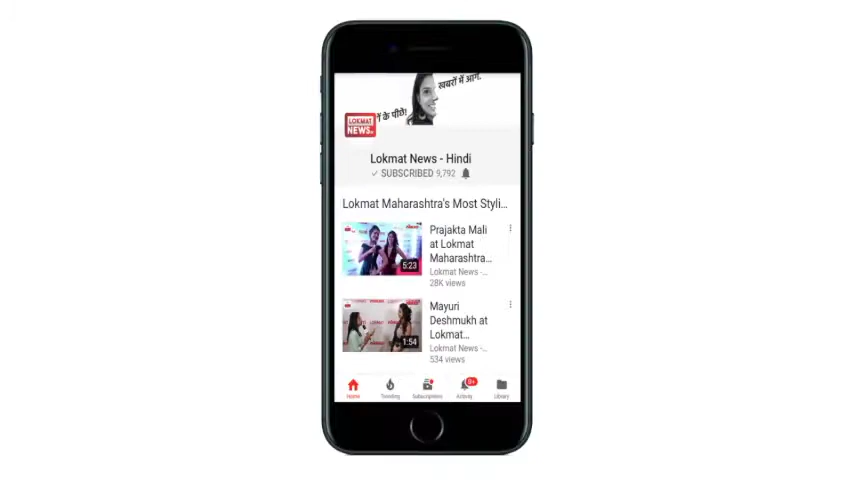 खबरों में आगे,
ों के पीछे!
LOKMAT
NEWS
Lokmat News - Hindi
SUBSCRIBED 9,792
Lokmat Maharashtra's Most Styli...
Prajakta Mali
at Lokmat
Maharashtra...
Lokmat News -...
28K views
5:23
Mayuri
Deshmukh at
Lokmat...
Lokmat News -...
534 views
1:54
Home
Trending
Subscriptions
9+
Activity
Library